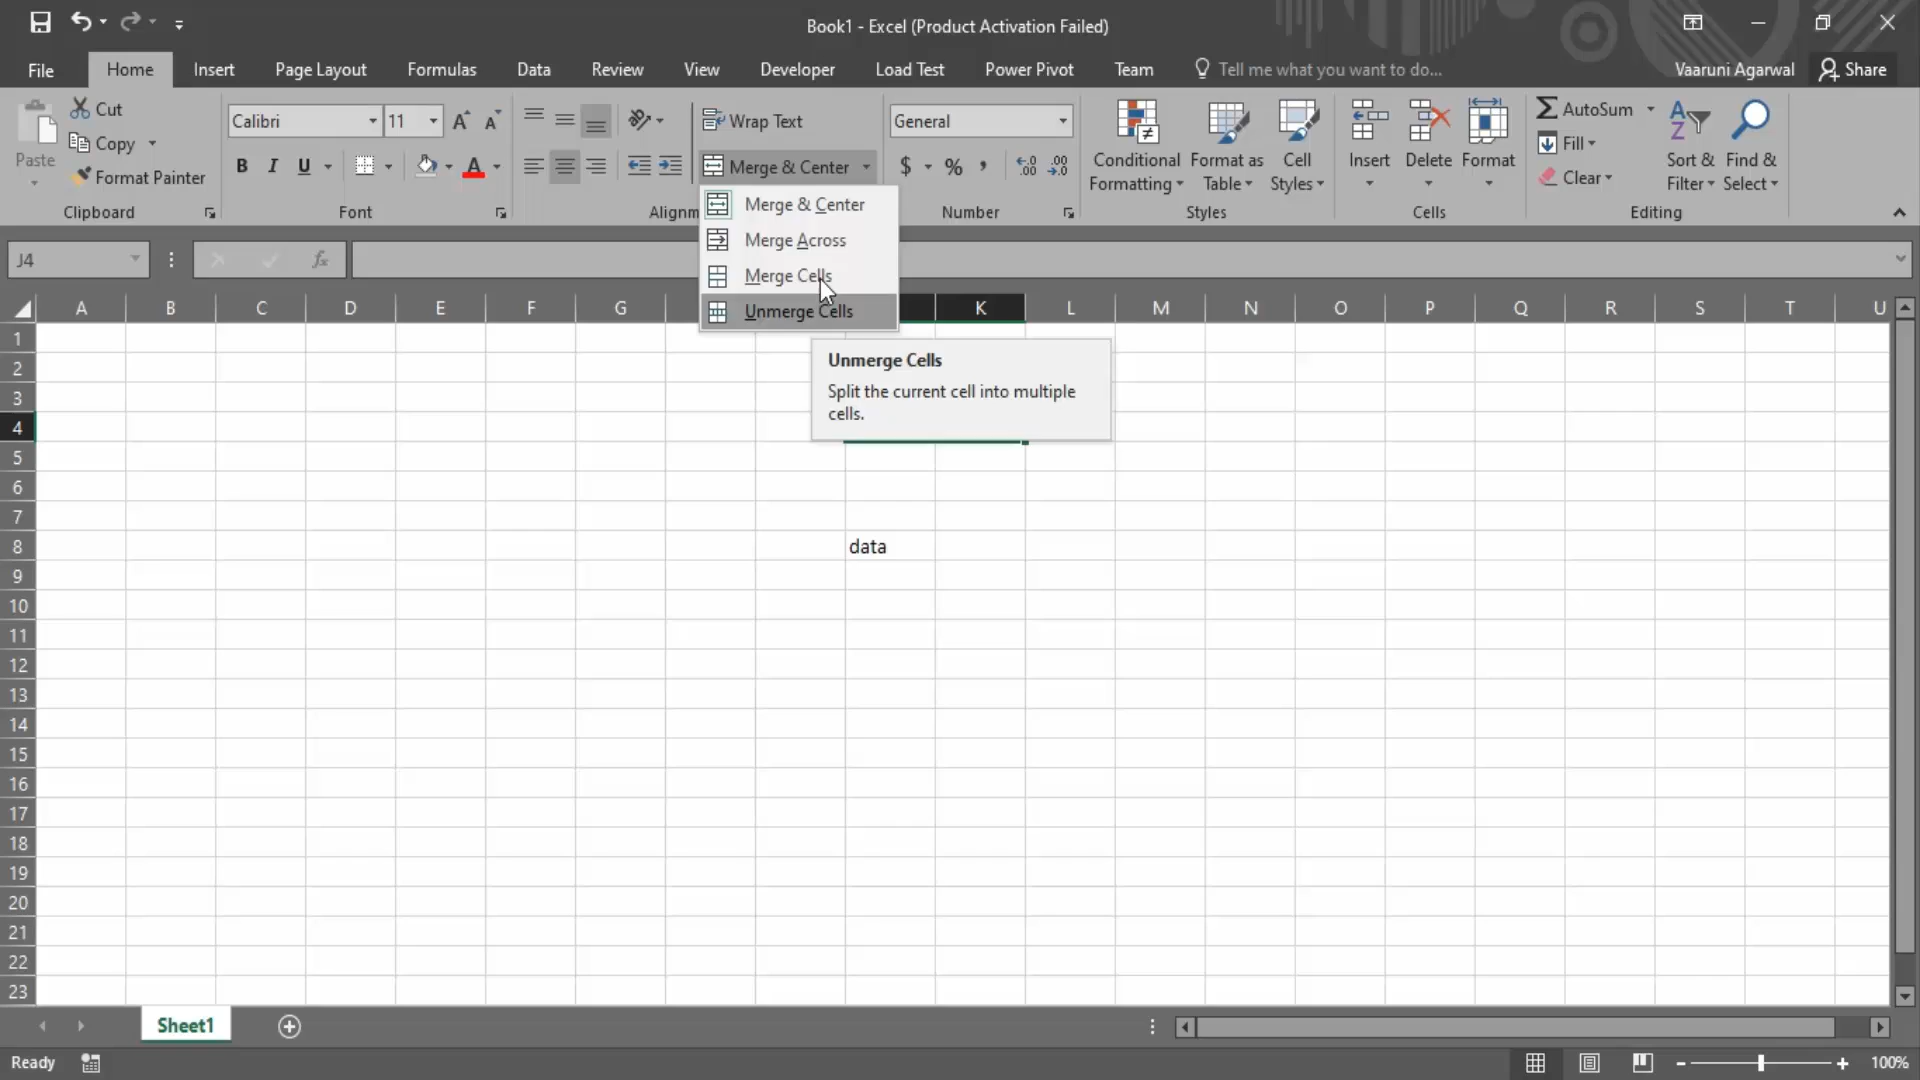 Book1 - Excel (Product Activation Failed)
File Home Insert Page Layout Formulas Data Review View Developer Load Test Power Pivot Team Tell me what you want to do... Vaaruni Agarwal Share
Paste
Cut
Copy
Format Painter
Clipboard
Calibri 11
B I U A
Font
Wrap Text
Merge & Center
Alignm
General
$ % ,
Number
Conditional Formatting
Format as Table
Cell Styles
Styles
Insert Delete Format
Cells
AutoSum
Fill
Clear
Sort & Filter
Find & Select
Editing
Merge & Center
Merge Across
Merge Cells
Unmerge Cells
J4
fx
A B C D E F G K L M N O P Q R S T U
Unmerge Cells
Split the current cell into multiple
cells.
1
2
3
4
5
6
7
8 data
9
10
11
12
13
14
15
16
17
18
19
20
21
22
23
Sheet1
Ready
100%